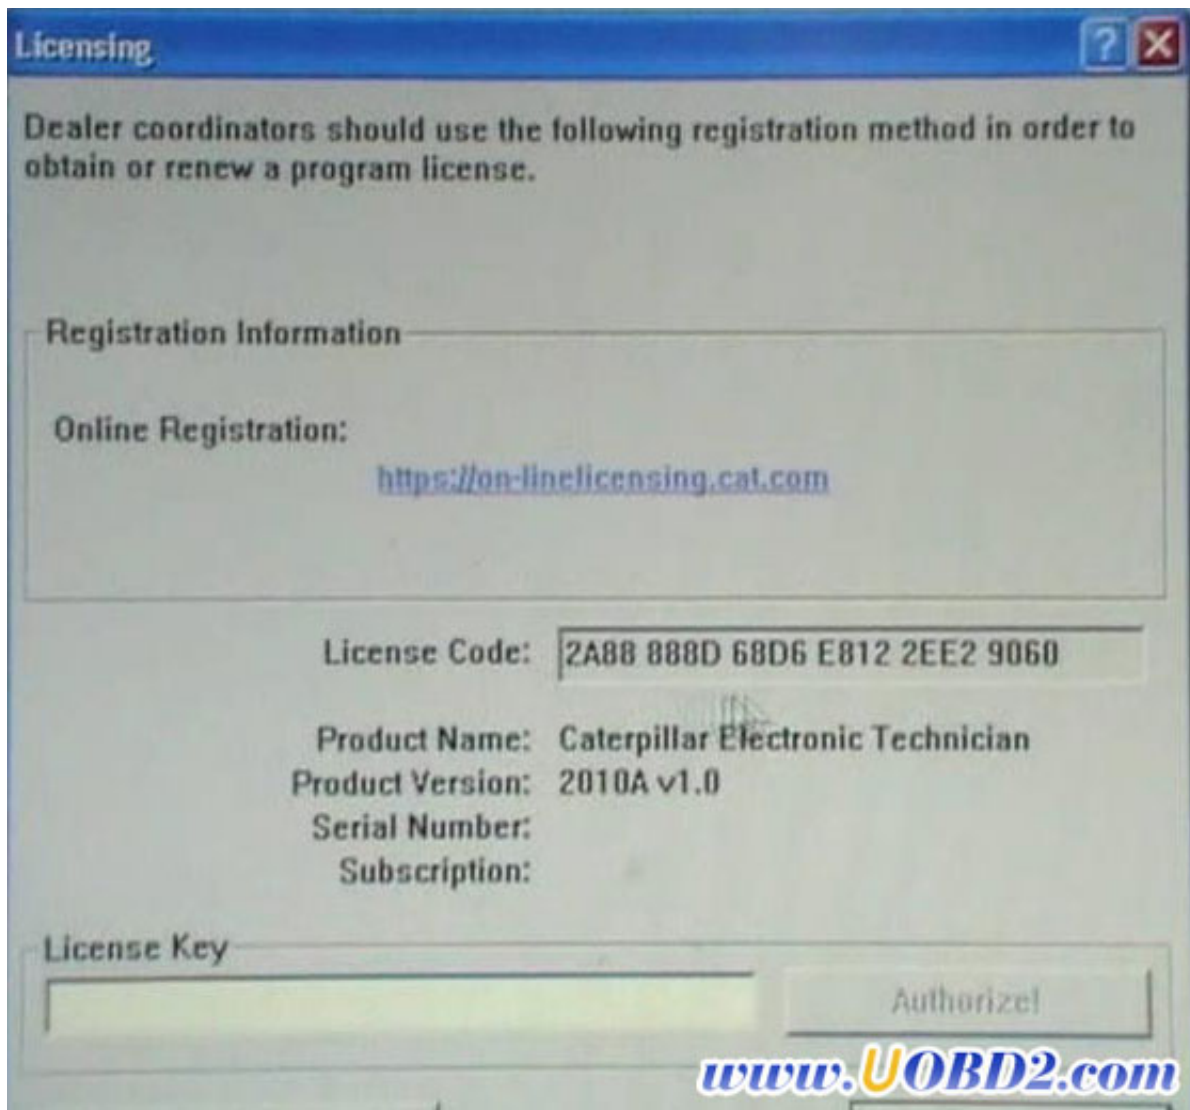 Licensing
Dealer coordinators should use the following registration method in order to
obtain or renew a program license.
Registration Information
Online Registration:
https://on-linelicensing.cat.com
License Code: 2A88 888D 68D6 E812 2EE2 9060
Product Name: Caterpillar Electronic Technician
Product Version: 2010A v1.0
Serial Number:
Subscription:
License Key
Authorize!
www.UOBD2.com